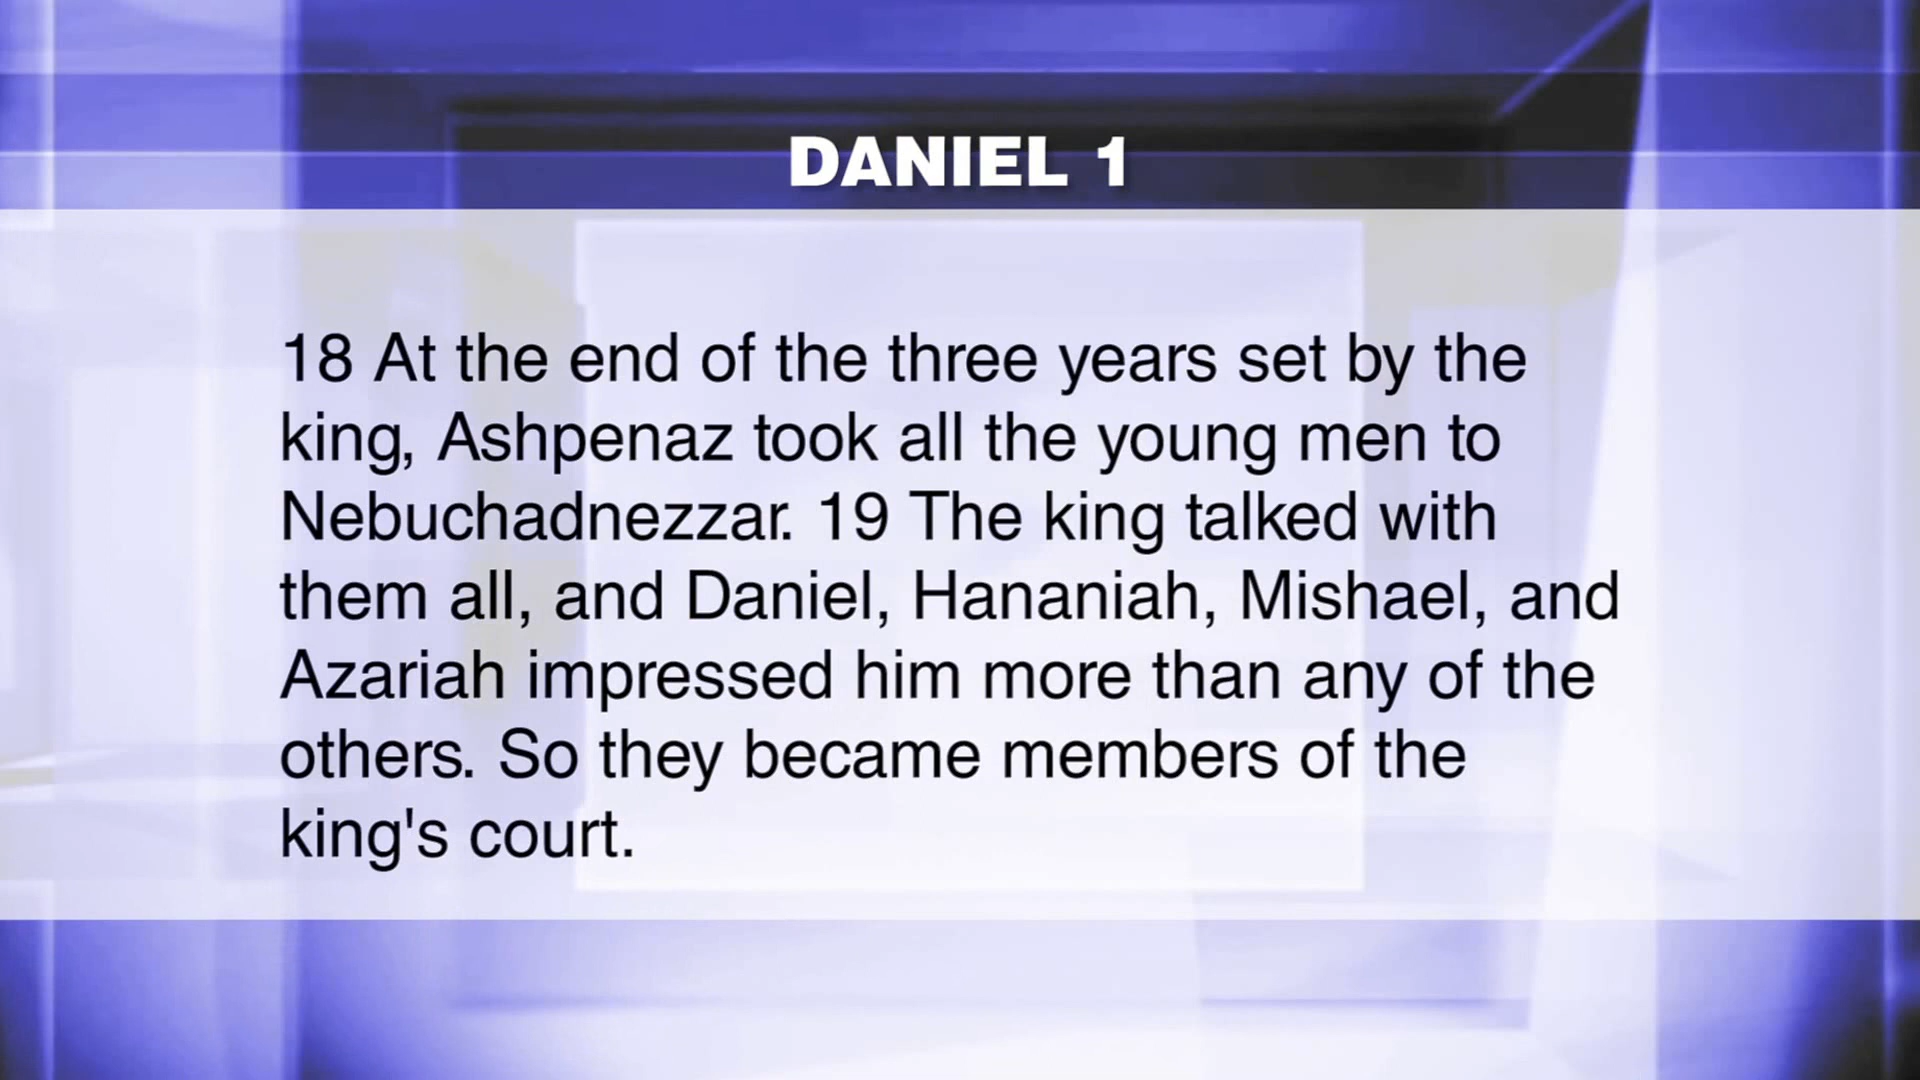 DANIEL 1
18 At the end of the three years set by the
king, Ashpenaz took all the young men to
Nebuchadnezzar. 19 The king talked with
them all, and Daniel, Hananiah, Mishael, and
Azariah impressed him more than any of the
others. So they became members of the
king's court.